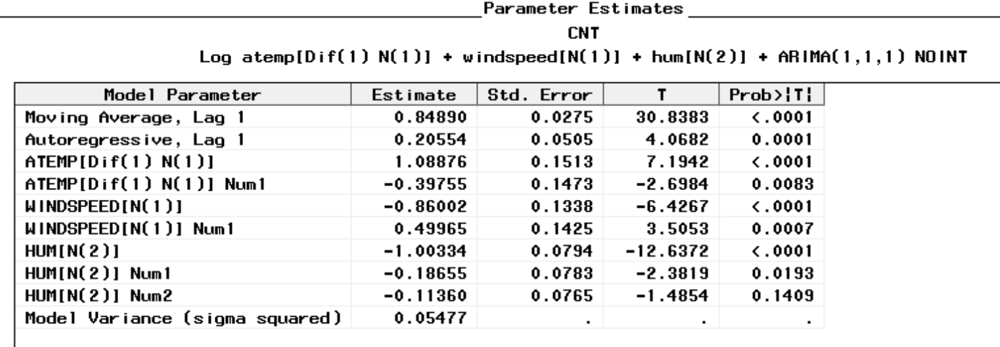 Parameter Estimates
CNT
Log atemp[Dif(1) N(1)] + windspeed[N(1)] + hum[N(2)] + ARIMA(1,1,1) NOINT
Model Parameter Estimate Std. Error T Prob>|T|
Moving Average, Lag 1 0.84890 0.0275 30.8383 <.0001
Autoregressive, Lag 1 0.20554 0.0505 4.0682 0.0001
ATEMP[Dif(1) N(1)] 1.08876 0.1513 7.1942 <.0001
ATEMP[Dif(1) N(1)] Num1 -0.39755 0.1473 -2.6984 0.0083
WINDSPEED[N(1)] -0.86002 0.1338 -6.4267 <.0001
WINDSPEED[N(1)] Num1 0.49965 0.1425 3.5053 0.0007
HUM[N(2)] -1.00334 0.0794 -12.6372 <.0001
HUM[N(2)] Num1 -0.18655 0.0783 -2.3819 0.0193
HUM[N(2)] Num2 -0.11360 0.0765 -1.4854 0.1409
Model Variance (sigma squared) 0.05477 . . .